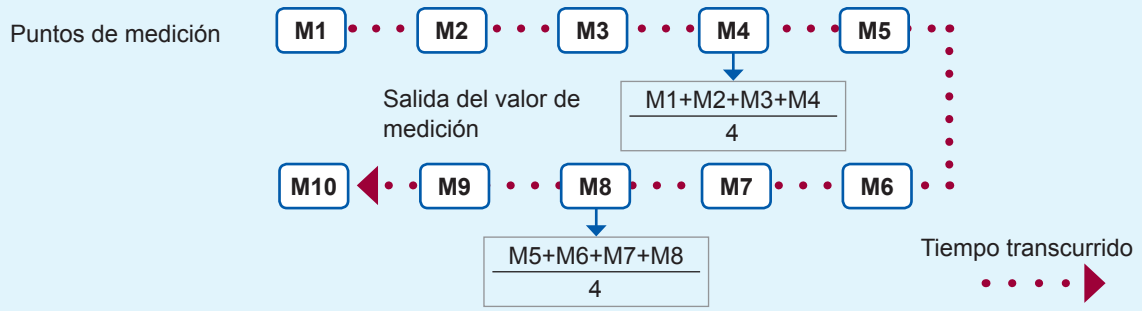 Puntos de medición
M1 M2 M3 M4 M5
Salida del valor de
medición
M1+M2+M3+M4
4
M10 M9 M8 M7 M6
M5+M6+M7+M8
4
Tiempo transcurrido